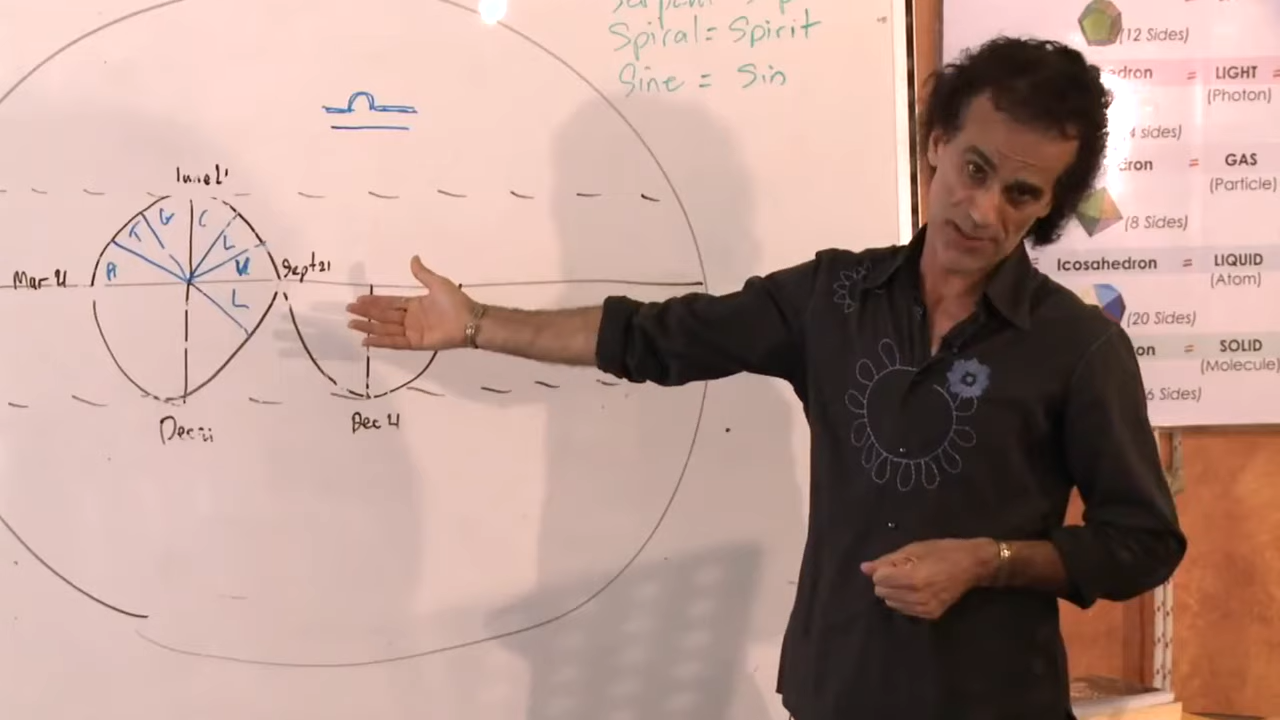 Spiral = Spirit
Sine = Sin
June 21
G C
T L
A V
Mar 21
Sept 21
L
Dec 21
Dec 21
(12 Sides)
edron = LIGHT =
(Photon)
4 sides)
ron = GAS
(Particle)
(8 Sides)
= Icosahedron = LIQUID
(Atom)
(20 Sides)
on = SOLID
(Molecule)
6 Sides)